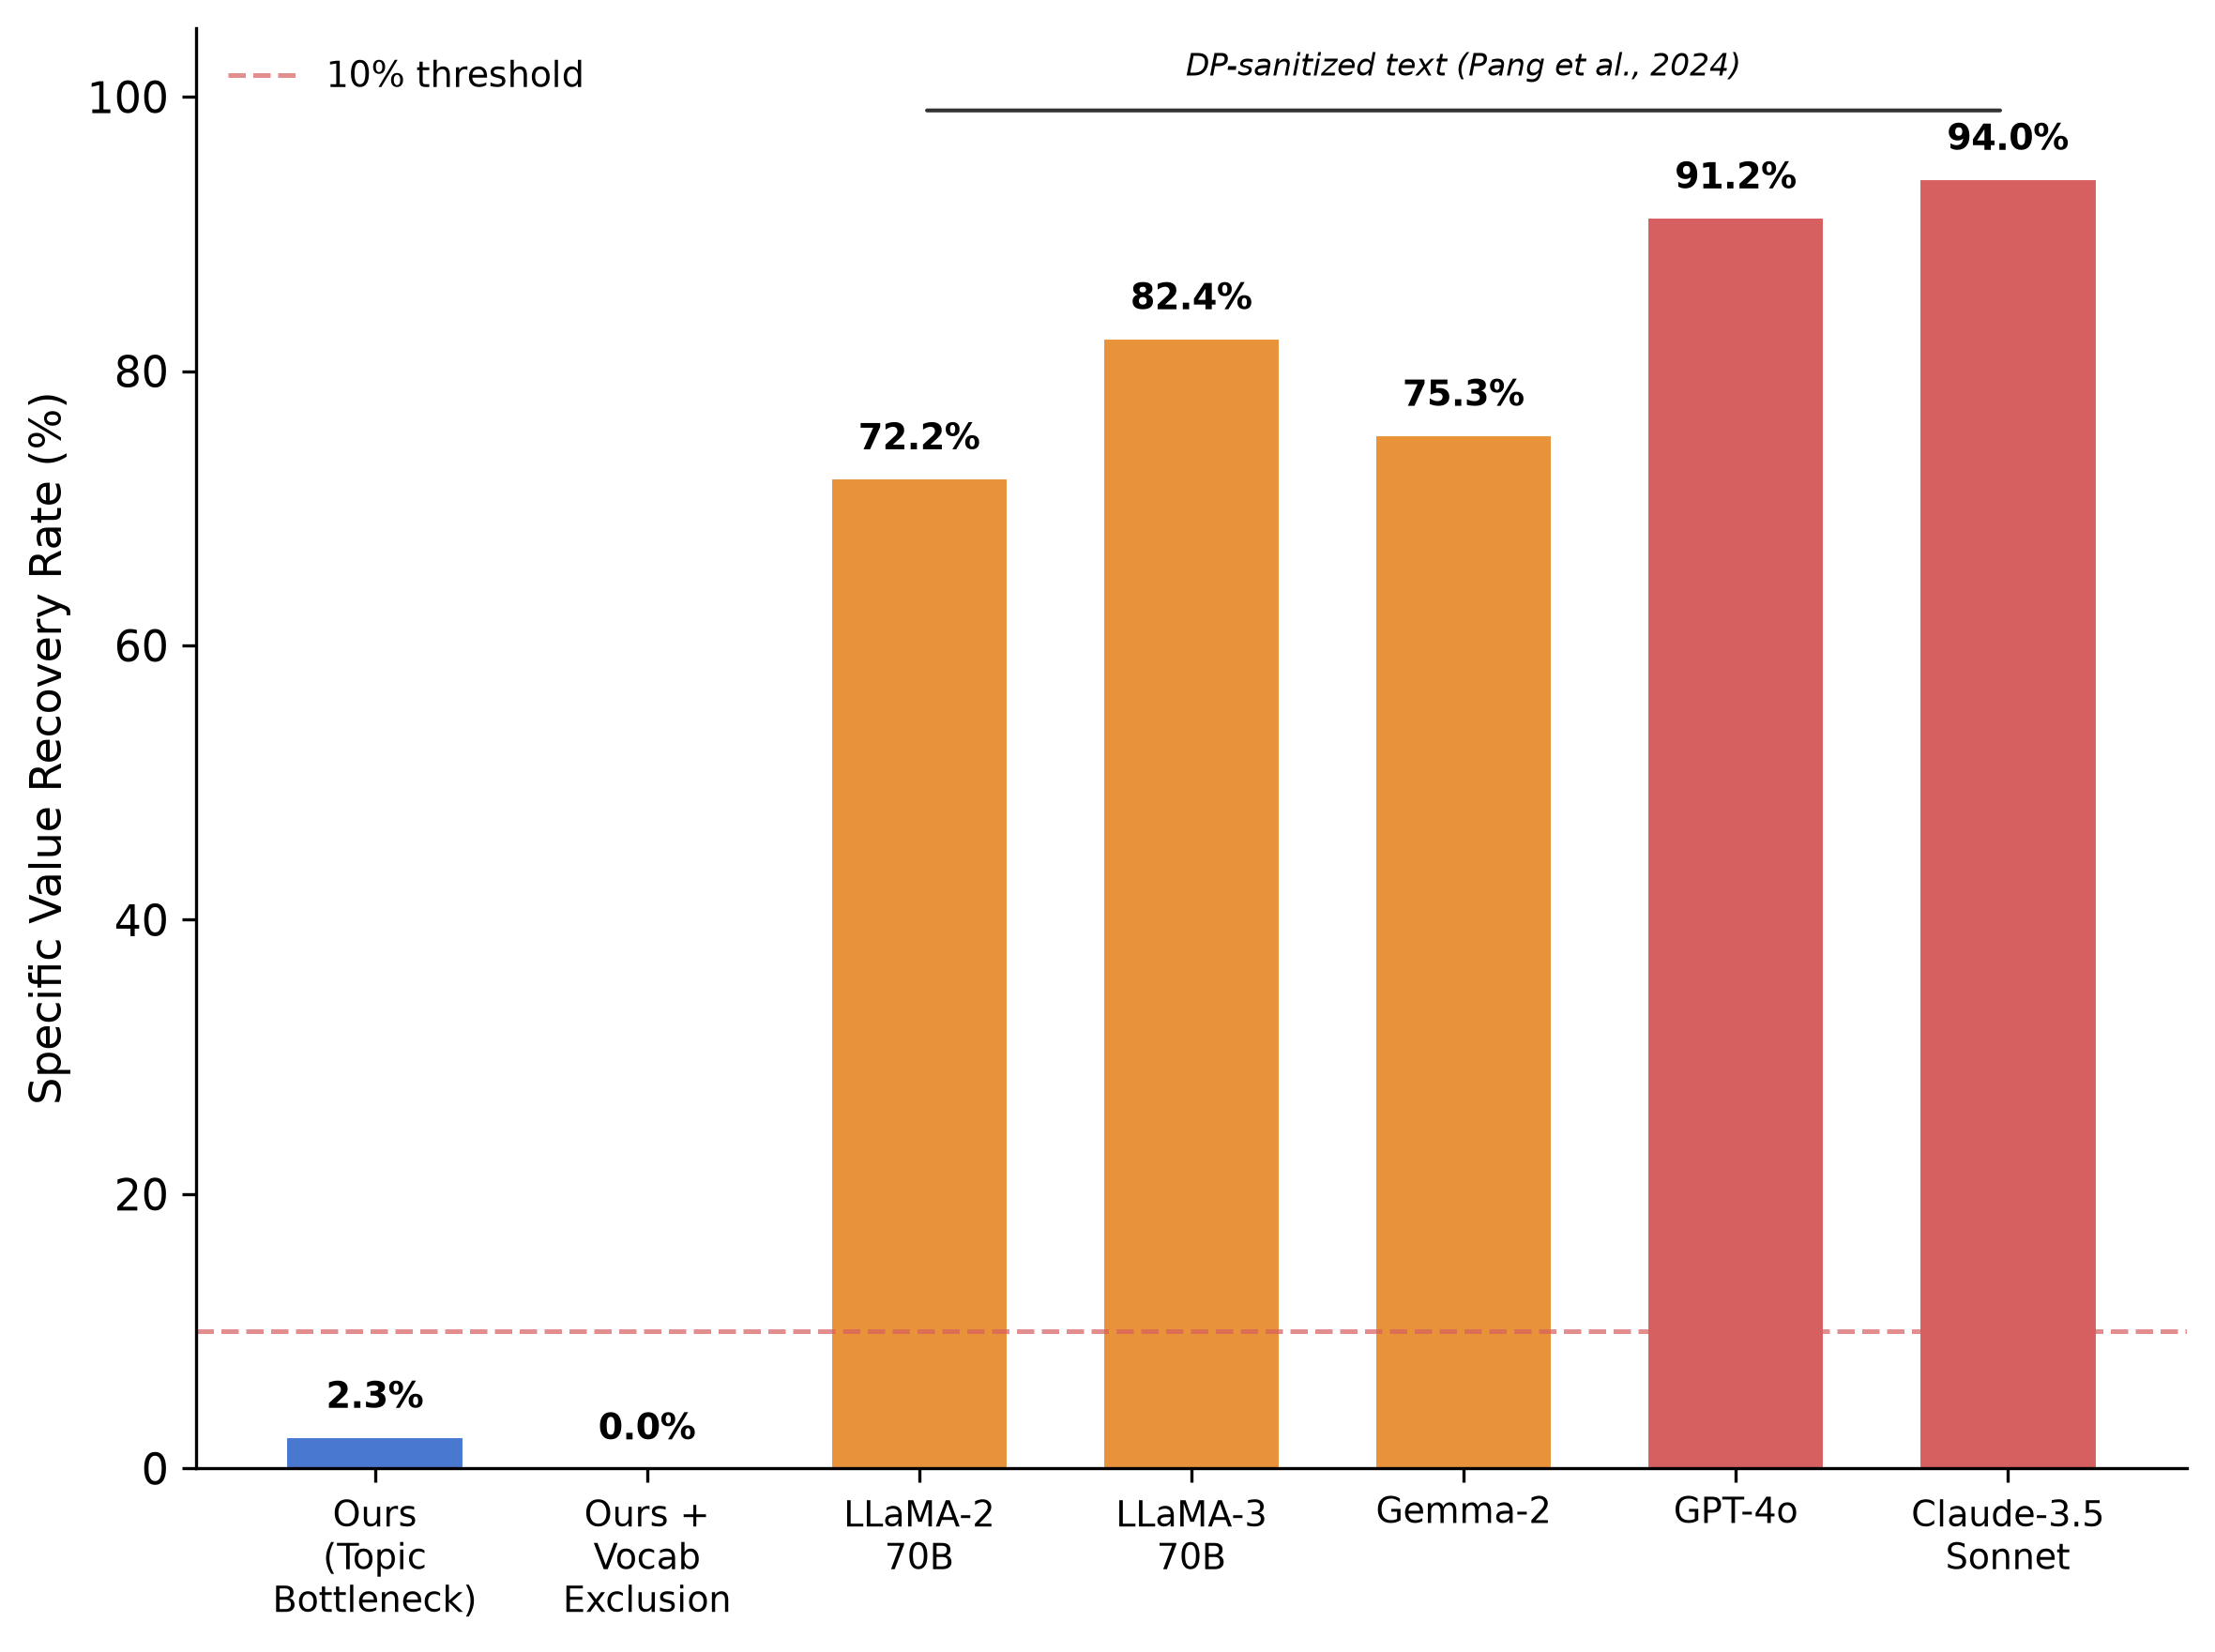 10% threshold
DP-sanitized text (Pang et al., 2024)
Specific Value Recovery Rate (%)
100
80
60
40
20
0
2.3%
0.0%
72.2%
82.4%
75.3%
91.2%
94.0%
Ours
(Topic
Bottleneck)
Ours +
Vocab
Exclusion
LLaMA-2
70B
LLaMA-3
70B
Gemma-2
GPT-4o
Claude-3.5
Sonnet